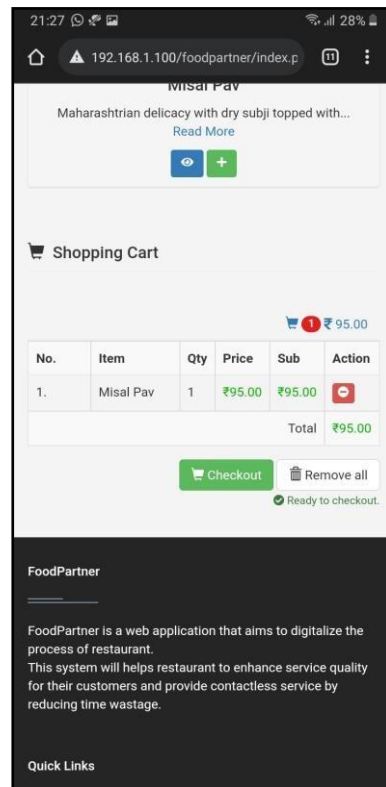 21:27 28%
192.168.1.100/foodpartner/index.p 11
Misal Pav
Maharashtrian delicacy with dry subji topped with...
Read More
Shopping Cart
1 ₹ 95.00
No. Item Qty Price Sub Action
1. Misal Pav 1 ₹95.00 ₹95.00
Total ₹95.00
Checkout Remove all
Ready to checkout.
FoodPartner
FoodPartner is a web application that aims to digitalize the
process of restaurant.
This system will helps restaurant to enhance service quality
for their customers and provide contactless service by
reducing time wastage.
Quick Links